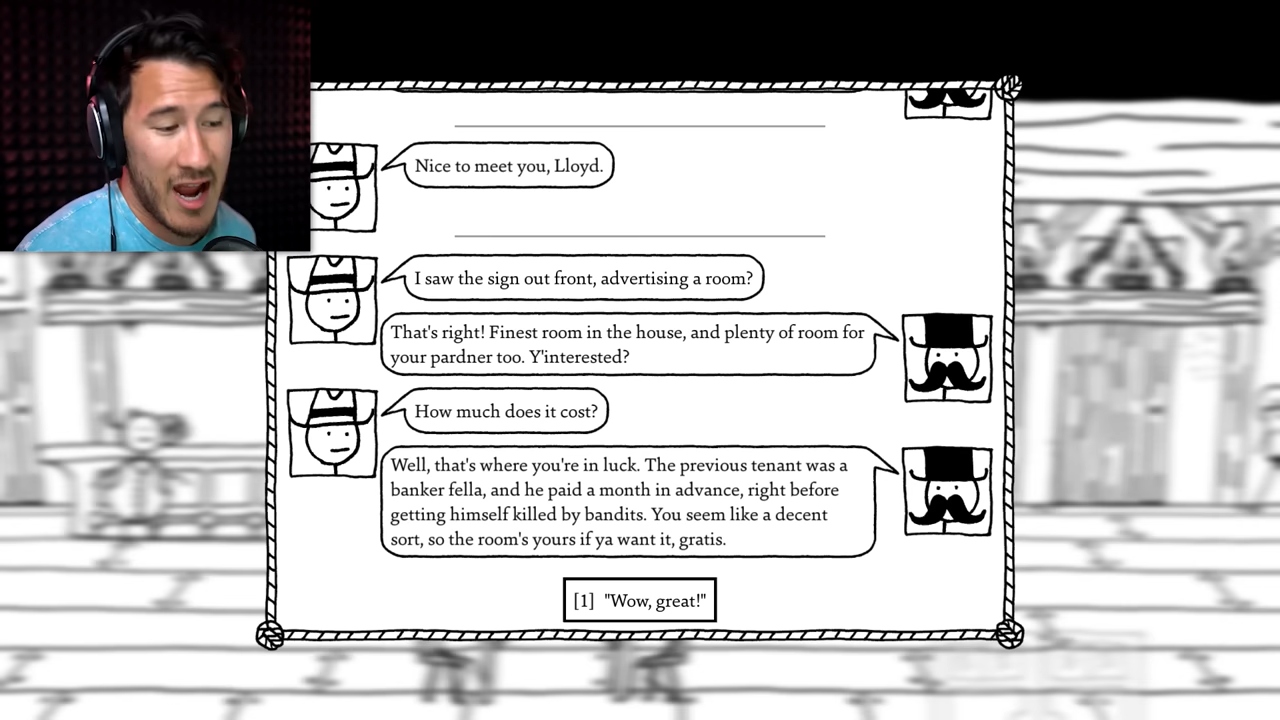 Nice to meet you, Lloyd.
I saw the sign out front, advertising a room?
That's right! Finest room in the house, and plenty of room for
your pardner too. Y'interested?
How much does it cost?
Well, that's where you're in luck. The previous tenant was a
banker fella, and he paid a month in advance, right before
getting himself killed by bandits. You seem like a decent
sort, so the room's yours if ya want it, gratis.
[1] "Wow, great!"